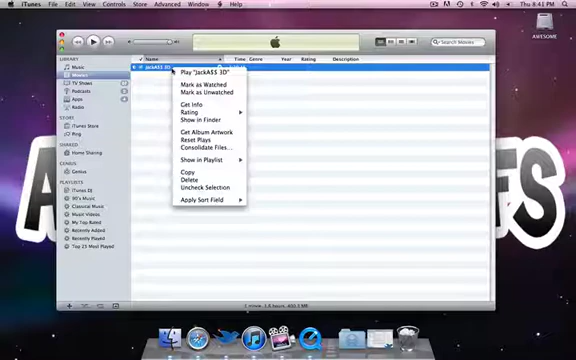 iTunes File Edit View Controls Store Advanced Window Help
Thu 8:41 PM
AWESOME
Search Movies
LIBRARY
Name Time Genre Year Rating Description
Music
Movies
JackA$$ 3D
TV Shows
Podcasts
Apps
Radio
STORE
iTunes Store
Ping
SHARED
Home Sharing
GENIUS
Genius
PLAYLISTS
iTunes DJ
90's Music
Classical Music
Music Videos
My Top Rated
Recently Added
Recently Played
Top 25 Most Played
Play "JackA$$ 3D"
Mark as Watched
Mark as Unwatched
Get Info
Rating
Show in Finder
Get Album Artwork
Reset Plays
Consolidate Files...
Show in Playlist
Copy
Delete
Uncheck Selection
Apply Sort Field